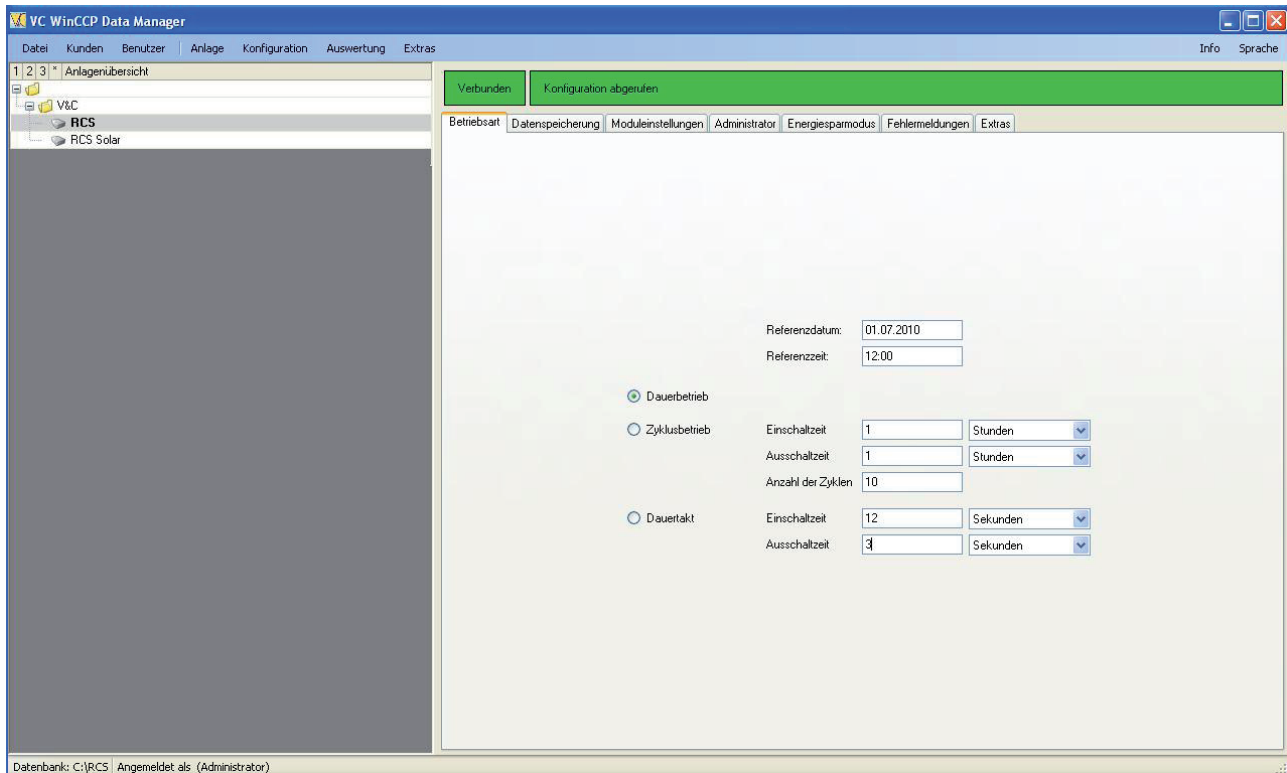 VC WinCCP Data Manager
Datei Kunden Benutzer Anlage Konfiguration Auswertung Extras Info Sprache
1 2 3 * Anlagenübersicht
V&C
RCS
RCS Solar
Verbunden Konfiguration abgerufen
Betriebsart Datenspeicherung Moduleinstellungen Administrator Energiesparmodus Fehlermeldungen Extras
Referenzdatum: 01.07.2010
Referenzzeit: 12:00
Dauerbetrieb
Zyklusbetrieb Einschaltzeit 1 Stunden
Ausschaltzeit 1 Stunden
Anzahl der Zyklen 10
Dauertakt Einschaltzeit 12 Sekunden
Ausschaltzeit 3 Sekunden
Datenbank: C:\RCS Angemeldet als (Administrator)